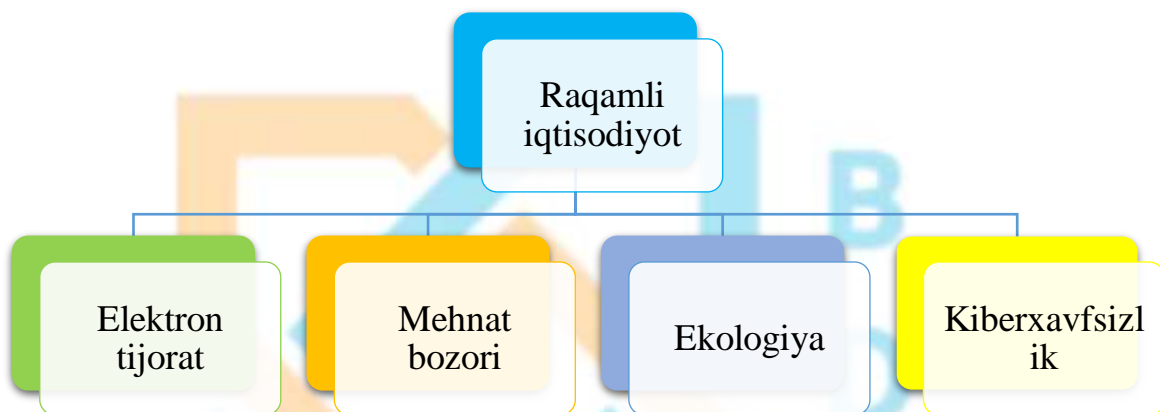 Raqamli
iqtisodiyot
Elektron
tijorat
Mehnat
bozori
Ekologiya
Kiberxavfsizl
ik
B